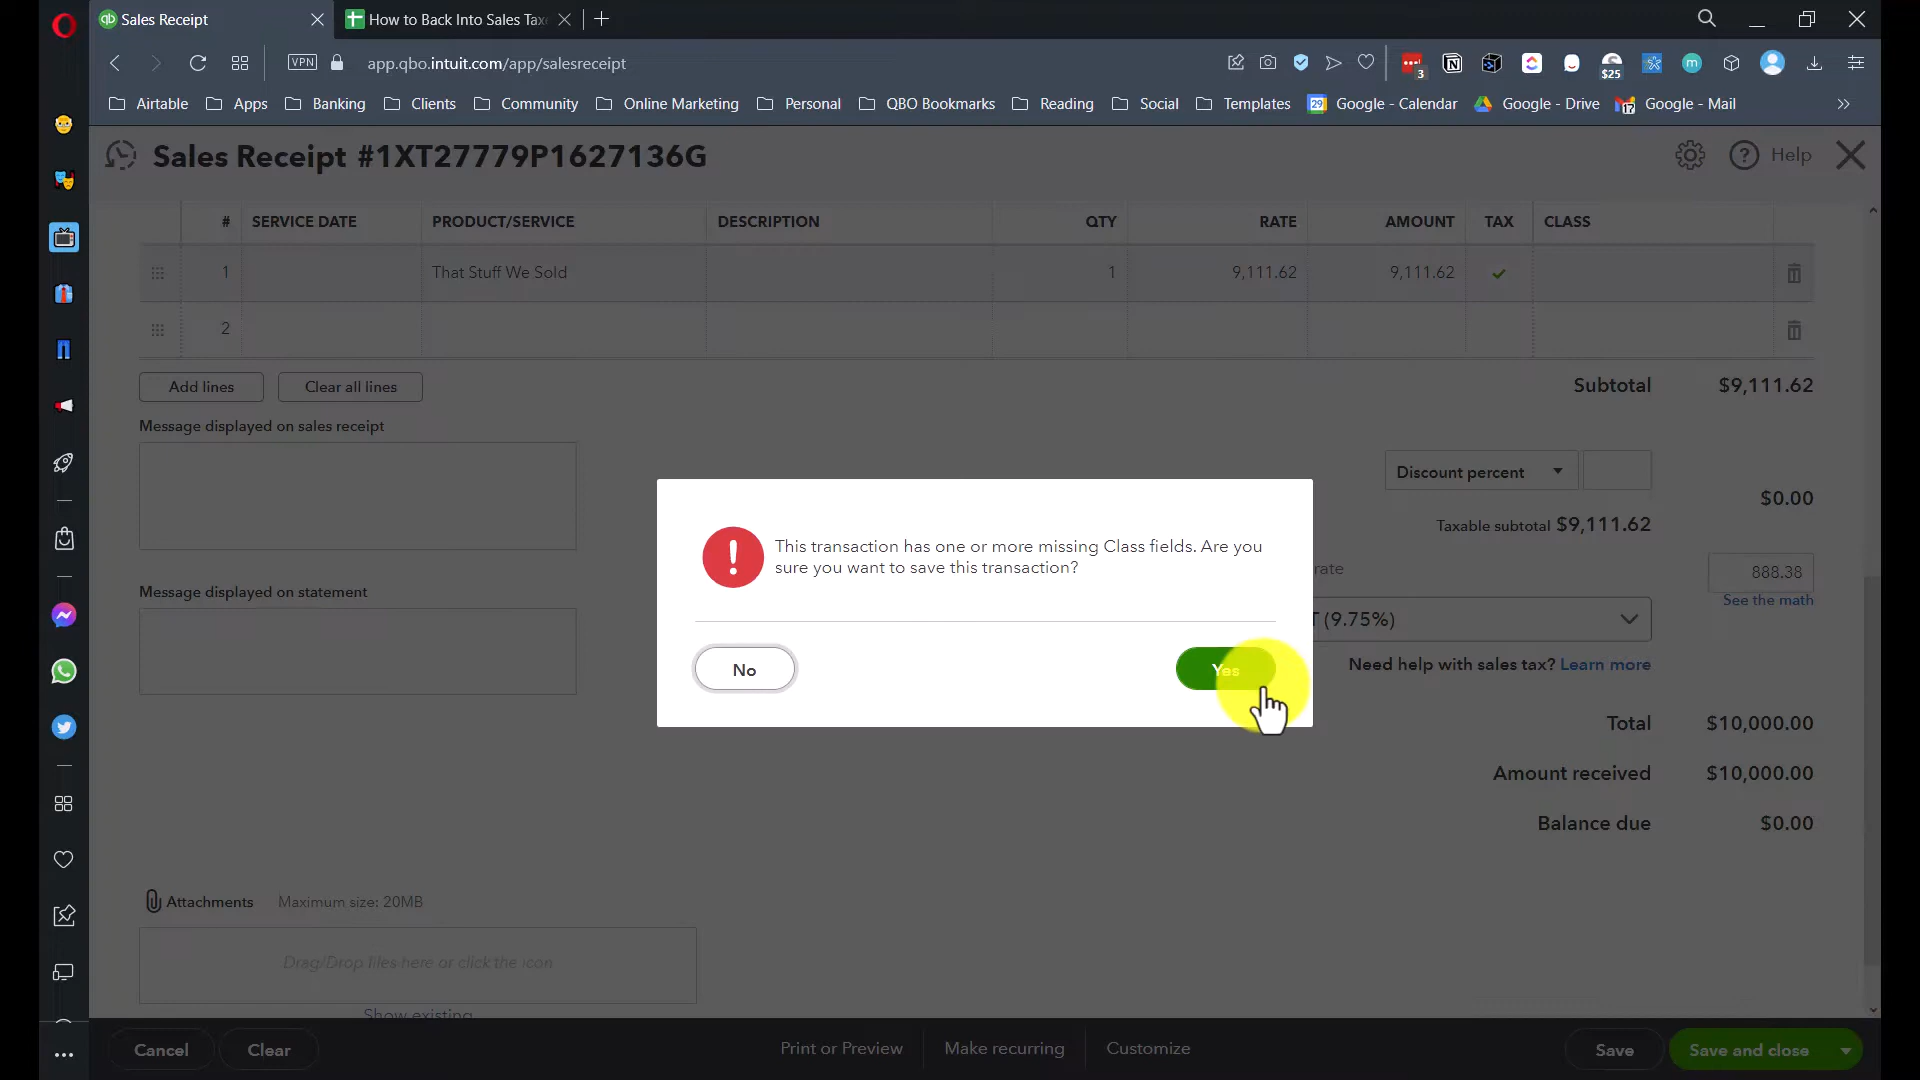 Sales Receipt
How to Back Into Sales Tax
VPN
app.qbo.intuit.com/app/salesreceipt
3
$25
Airtable
Apps
Banking
Clients
Community
Online Marketing
Personal
QBO Bookmarks
Reading
Social
Templates
29 Google - Calendar
Google - Drive
17 Google - Mail
Sales Receipt #1XT27779P1627136G
Help
# SERVICE DATE PRODUCT/SERVICE DESCRIPTION QTY RATE AMOUNT TAX CLASS
1 That Stuff We Sold 1 9,111.62 9,111.62
2
Add lines Clear all lines
Subtotal $9,111.62
Message displayed on sales receipt
Discount percent
$0.00
Taxable subtotal $9,111.62
This transaction has one or more missing Class fields. Are you
sure you want to save this transaction?
No
Yes
rate
888.38
See the math
(9.75%)
Message displayed on statement
Need help with sales tax? Learn more
Total $10,000.00
Amount received $10,000.00
Balance due $0.00
Attachments Maximum size: 20MB
Drag/Drop files here or click the icon
Show existing
Cancel Clear Print or Preview Make recurring Customize Save Save and close